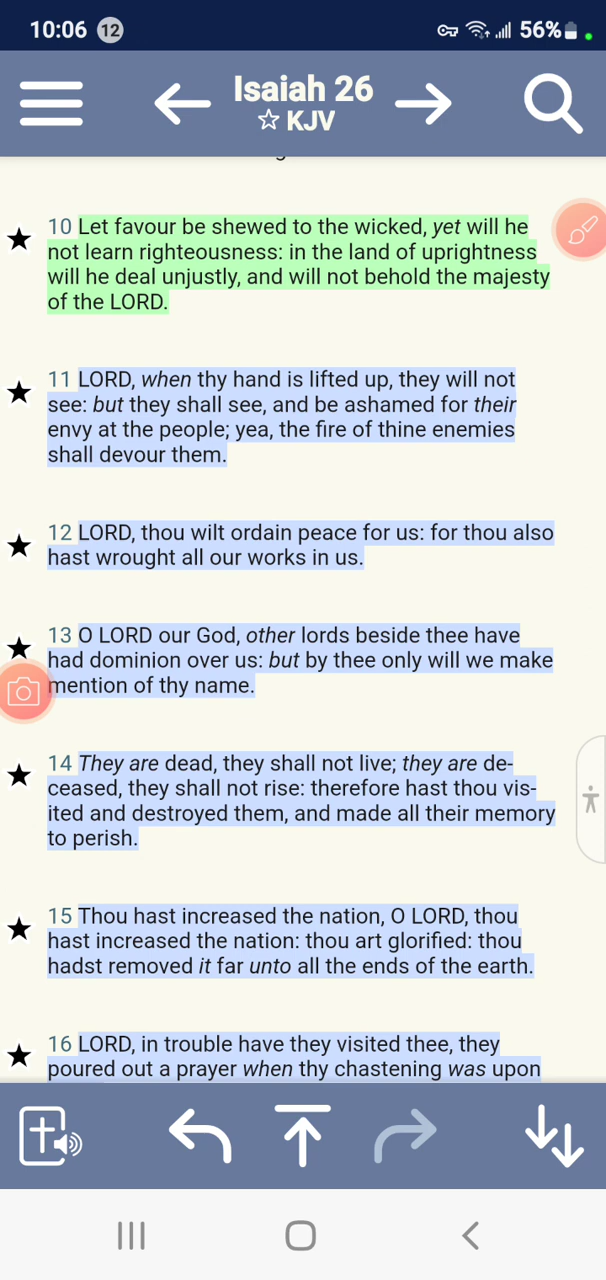 10:06 12 56%
Isaiah 26
☆ KJV
10 Let favour be shewed to the wicked, yet will he
not learn righteousness: in the land of uprightness
will he deal unjustly, and will not behold the majesty
of the LORD.
11 LORD, when thy hand is lifted up, they will not
see: but they shall see, and be ashamed for their
envy at the people; yea, the fire of thine enemies
shall devour them.
12 LORD, thou wilt ordain peace for us: for thou also
hast wrought all our works in us.
13 O LORD our God, other lords beside thee have
had dominion over us: but by thee only will we make
mention of thy name.
14 They are dead, they shall not live; they are de-
ceased, they shall not rise: therefore hast thou vis-
ited and destroyed them, and made all their memory
to perish.
15 Thou hast increased the nation, O LORD, thou
hast increased the nation: thou art glorified: thou
hadst removed it far unto all the ends of the earth.
16 LORD, in trouble have they visited thee, they
poured out a prayer when thy chastening was upon